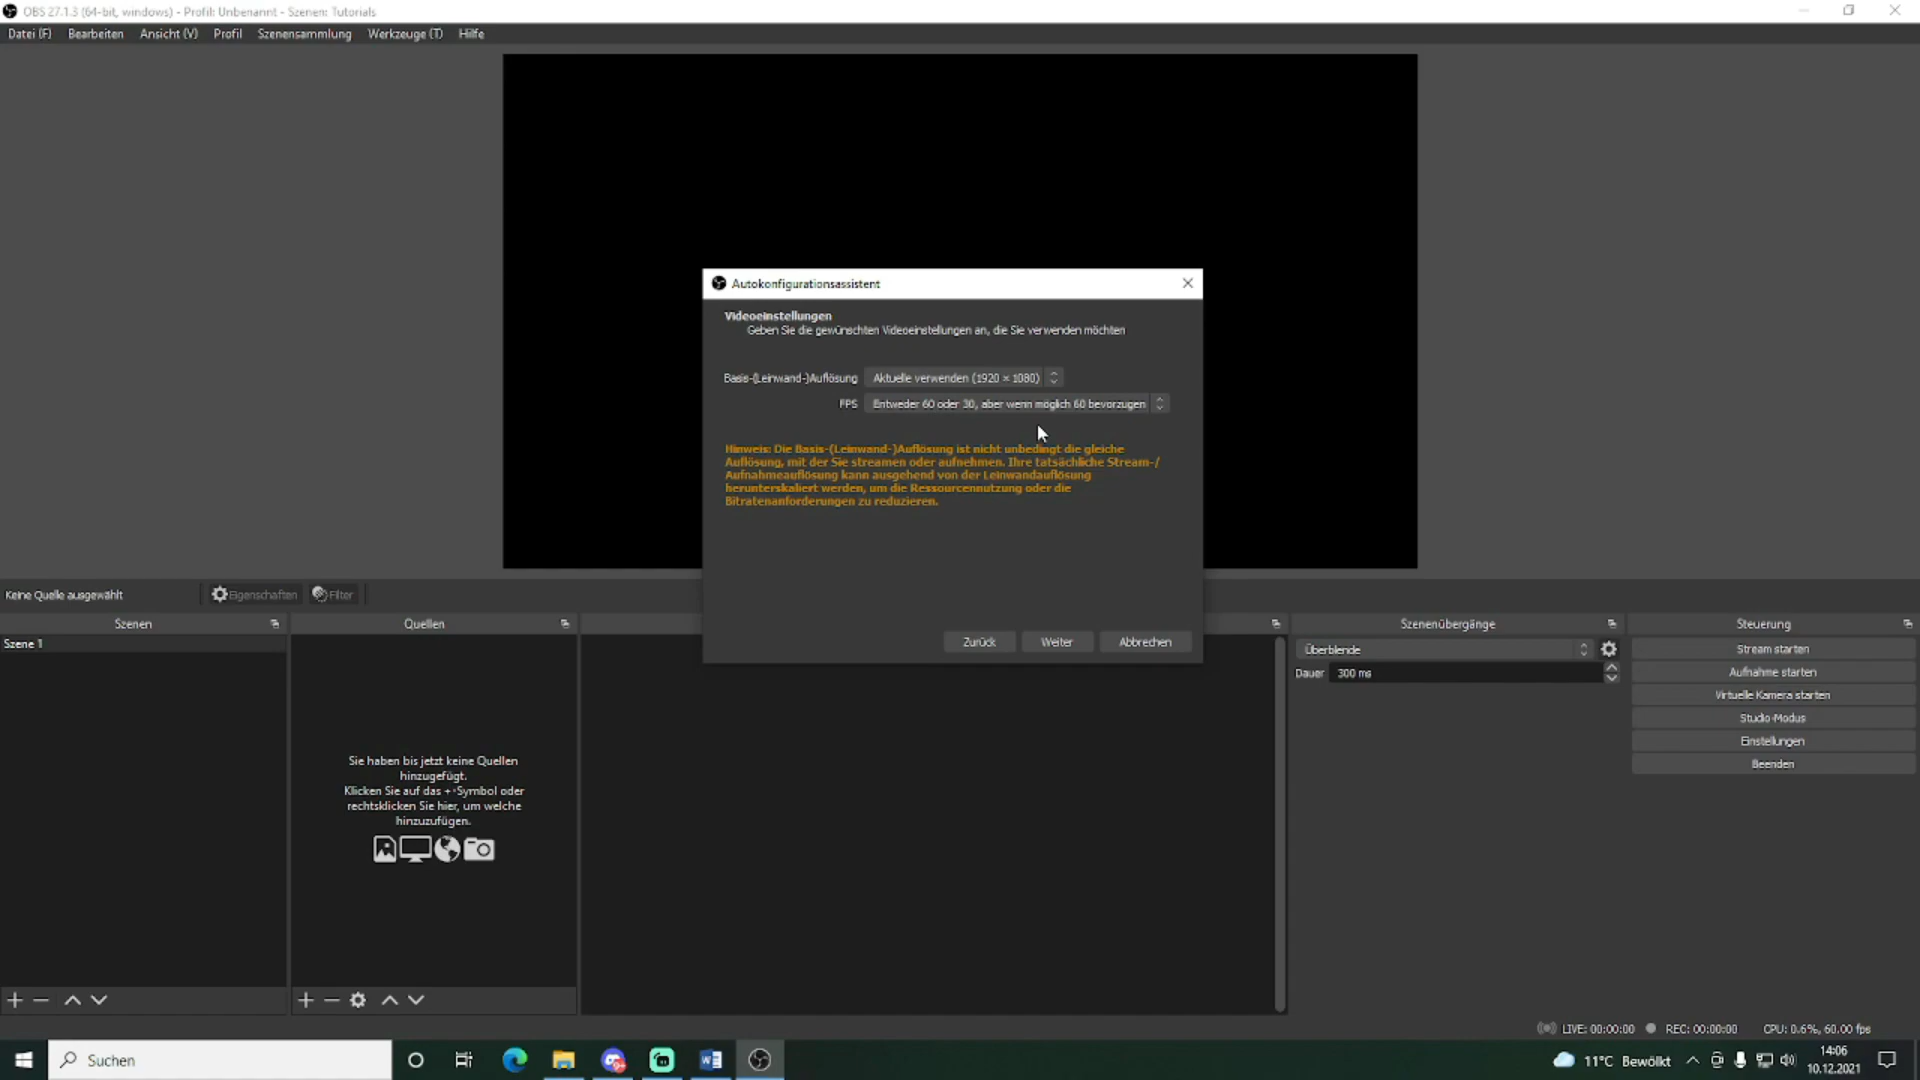 OBS 27.1.3 (64-bit, windows) - Profil: Unbenannt - Szenen: Tutorials
Datei (F) Bearbeiten Ansicht (V) Profil Szenensammlung Werkzeuge (T) Hilfe
Autokonfigurationsassistent
Videoeinstellungen
Geben Sie die gewünschten Videoeinstellungen an, die Sie verwenden möchten
Basis-(Leinwand-)Auflösung Aktuelle verwenden (1920 × 1080)
FPS Entweder 60 oder 30, aber wenn möglich 60 bevorzugen
Hinweis: Die Basis-(Leinwand-)Auflösung ist nicht unbedingt die gleiche
Auflösung, mit der Sie streamen oder aufnehmen. Ihre tatsächliche Stream-/
Aufnahmeauflösung kann ausgehend von der Leinwandauflösung
herunterskaliert werden, um die Ressourcennutzung oder die
Bitratenanforderungen zu reduzieren.
Zurück Weiter Abbrechen
Keine Quelle ausgewählt Eigenschaften Filter
Szenen Quellen Szenenübergänge Steuerung
Szene 1
Sie haben bis jetzt keine Quellen
hinzugefügt.
Klicken Sie auf das +-Symbol oder
rechtsklicken Sie hier, um welche
hinzuzufügen.
Überblende
Dauer 300 ms
Stream starten
Aufnahme starten
Virtuelle Kamera starten
Studio-Modus
Einstellungen
Beenden
LIVE: 00:00:00 REC: 00:00:00 CPU: 0.6%, 60.00 fps
Suchen
11°C Bewölkt
14:06
10.12.2021